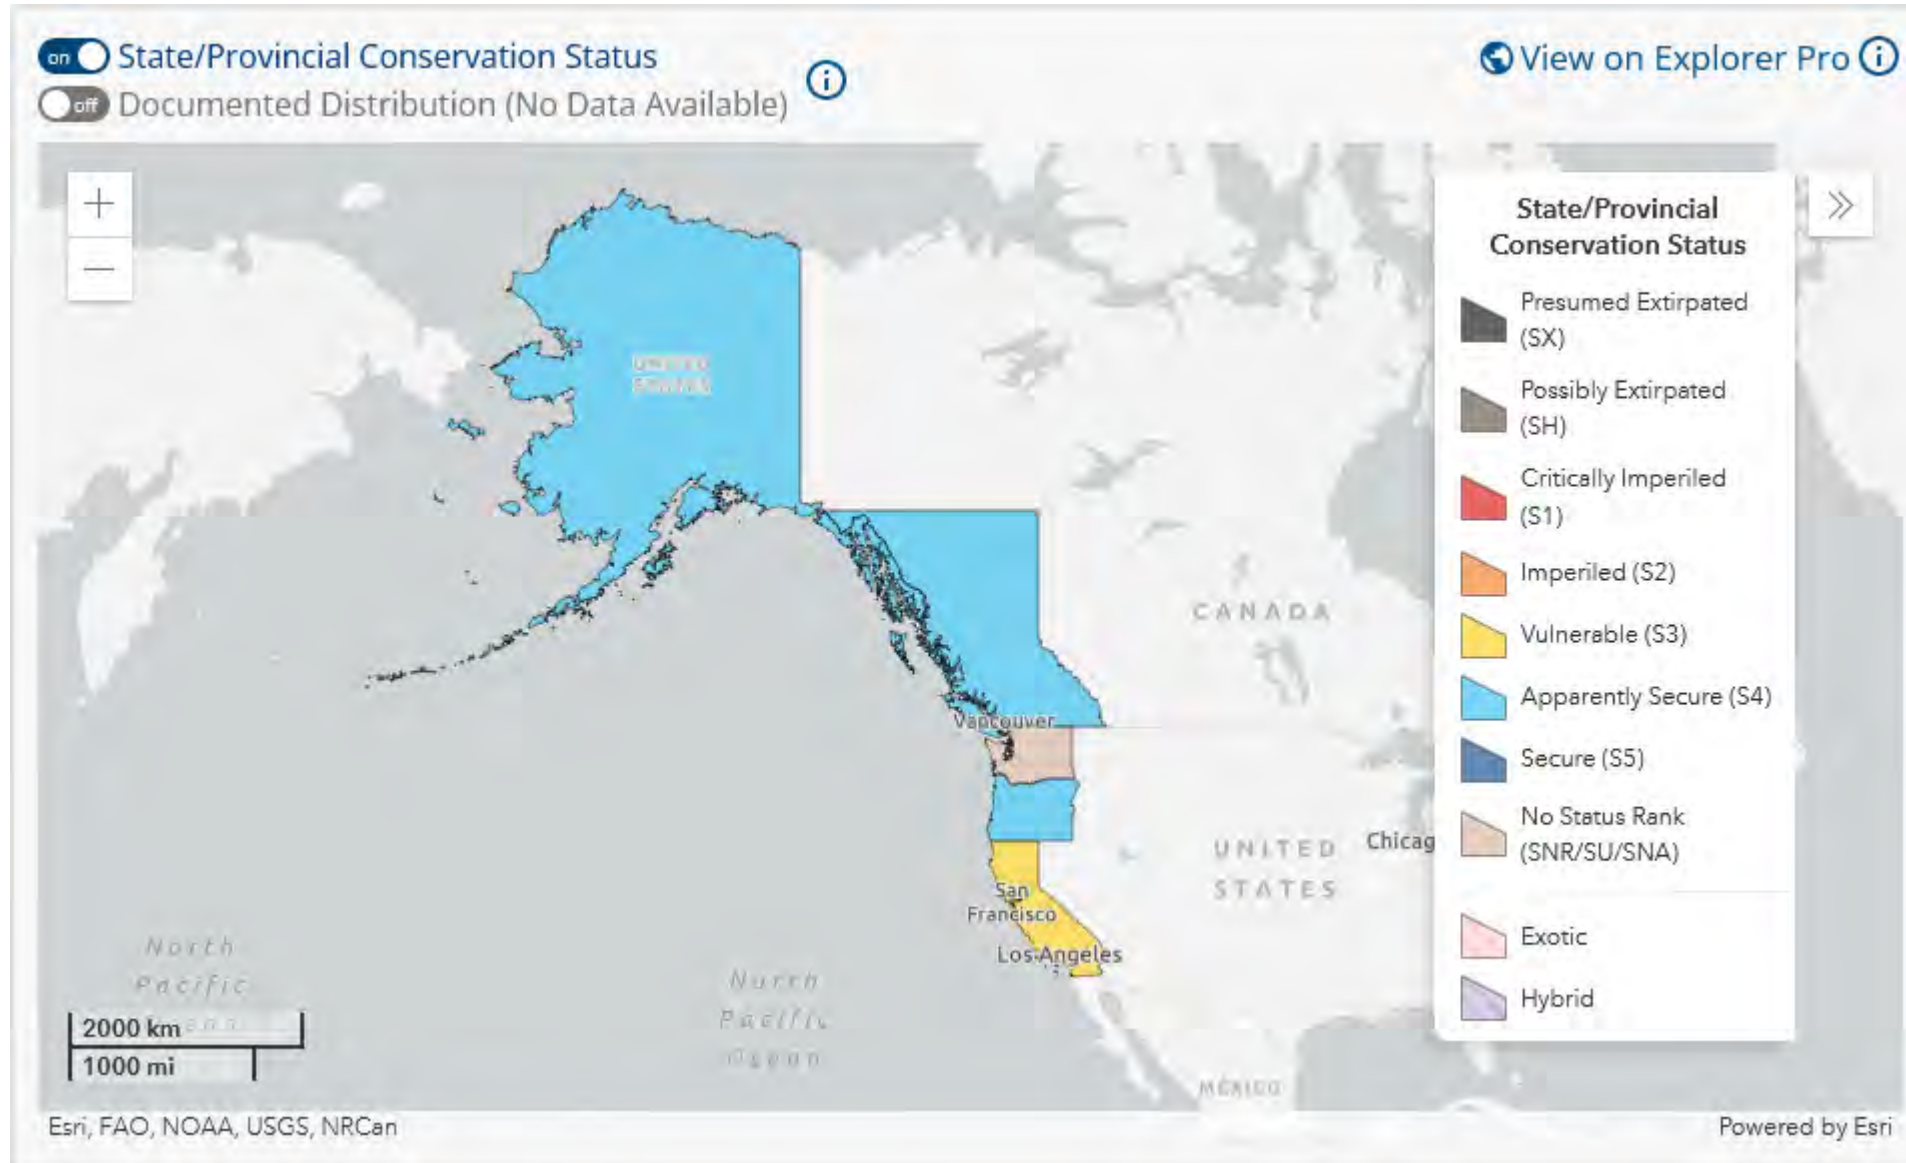 on State/Provincial Conservation Status
off Documented Distribution (No Data Available)
View on Explorer Pro
State/Provincial
Conservation Status
Presumed Extirpated
(SX)
Possibly Extirpated
(SH)
Critically Imperiled
(S1)
Imperiled (S2)
Vulnerable (S3)
Apparently Secure (S4)
Secure (S5)
No Status Rank
(SNR/SU/SNA)
Exotic
Hybrid
UNITED
STATES
CANADA
Vancouver
UNITED
STATES
Chicag
San
Francisco
Los Angeles
North
Pacific
North
Pacific
Ocean
MÉXICO
2000 km
1000 mi
Esri, FAO, NOAA, USGS, NRCan
Powered by Esri